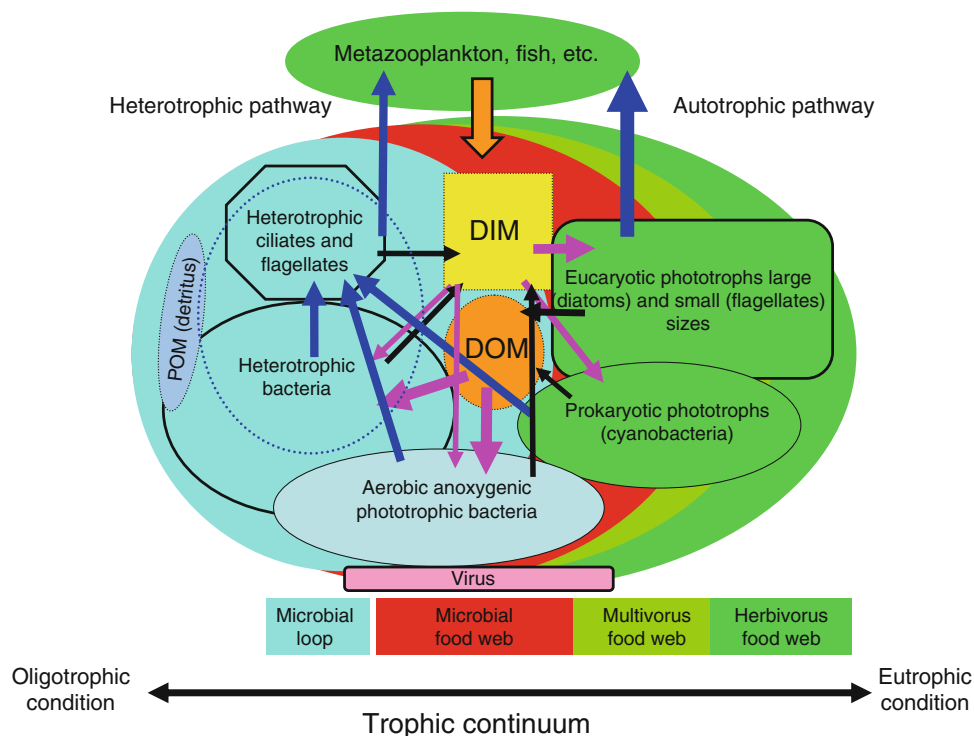 Metazooplankton, fish, etc.
Heterotrophic pathway
Autotrophic pathway
Heterotrophic
ciliates and
flagellates
DIM
Eucaryotic phototrophs large
(diatoms) and small (flagellates)
sizes
POM (detritus)
DOM
Heterotrophic
bacteria
Prokaryotic phototrophs
(cyanobacteria)
Aerobic anoxygenic
phototrophic bacteria
Virus
Microbial
loop
Microbial
food web
Multivorus
food web
Herbivorus
food web
Oligotrophic
condition
Eutrophic
condition
Trophic continuum